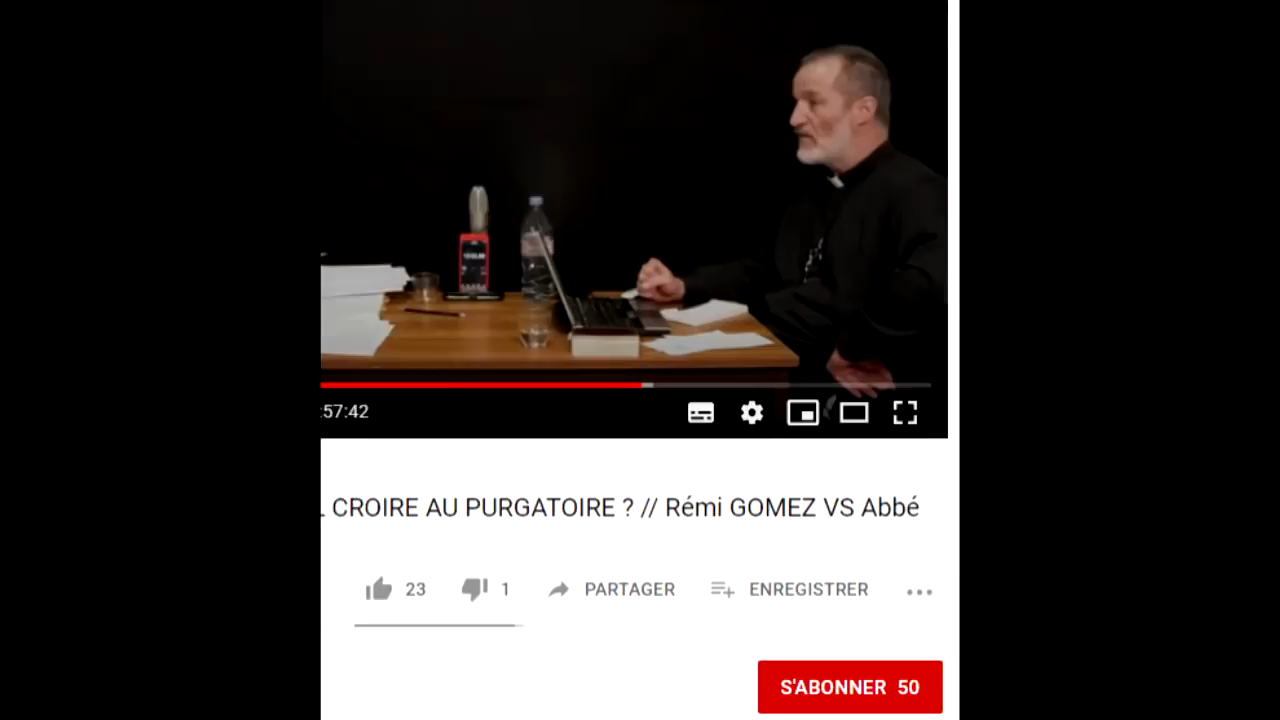 :57:42
CROIRE AU PURGATOIRE ? // Rémi GOMEZ VS Abbé
23 1 PARTAGER ENREGISTRER
S'ABONNER 50